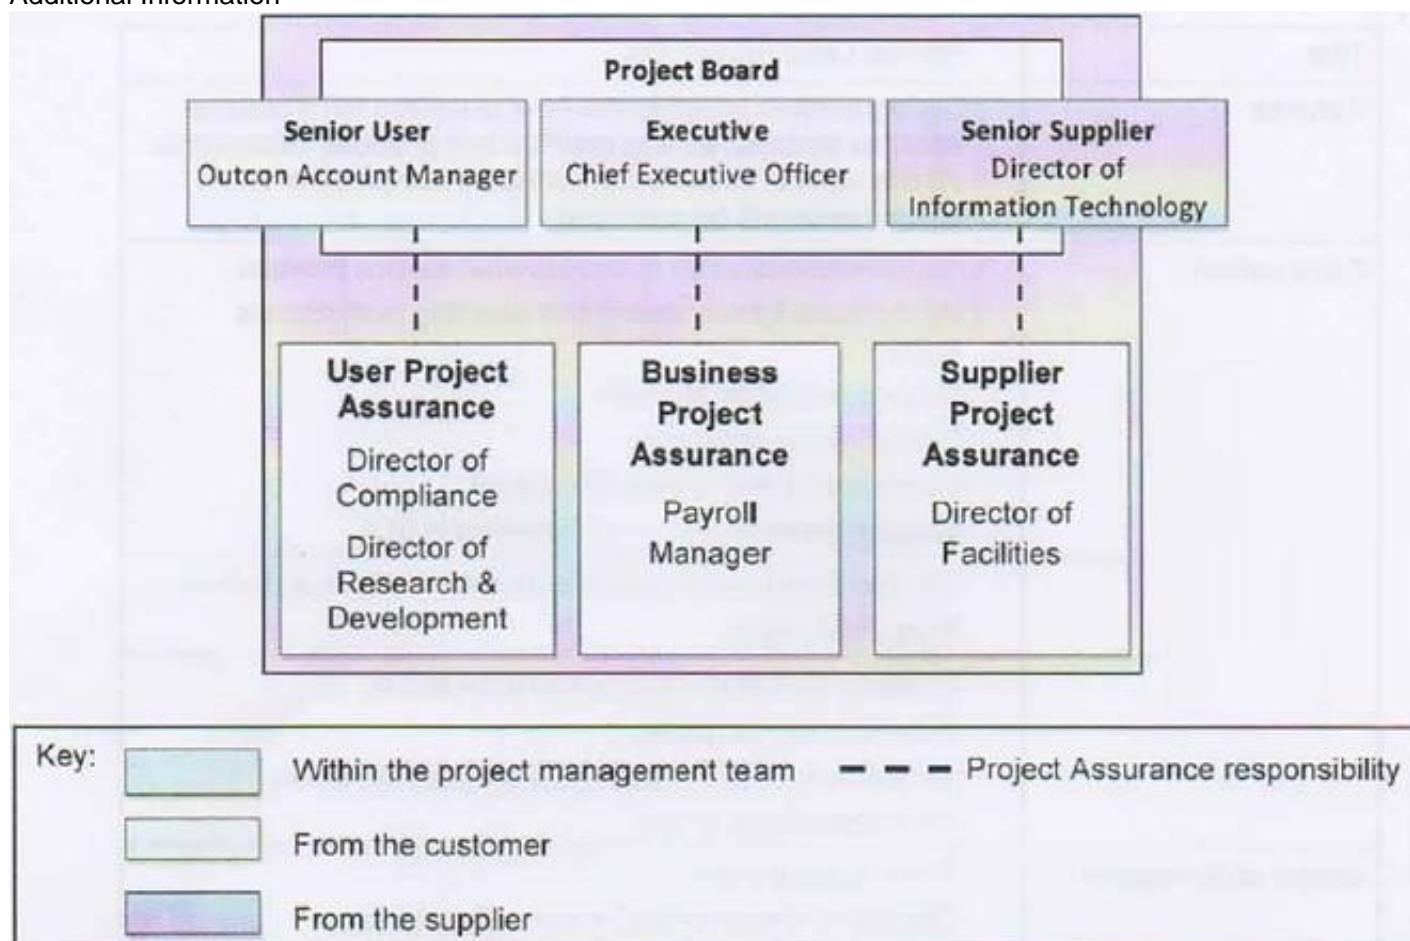 Additional Information
Project Board
Senior User
Outcon Account Manager
Executive
Chief Executive Officer
Senior Supplier
Director of
Information Technology
User Project
Assurance
Director of
Compliance
Director of
Research &
Development
Business
Project
Assurance
Payroll
Manager
Supplier
Project
Assurance
Director of
Facilities
Key:
Within the project management team
Project Assurance responsibility
From the customer
From the supplier